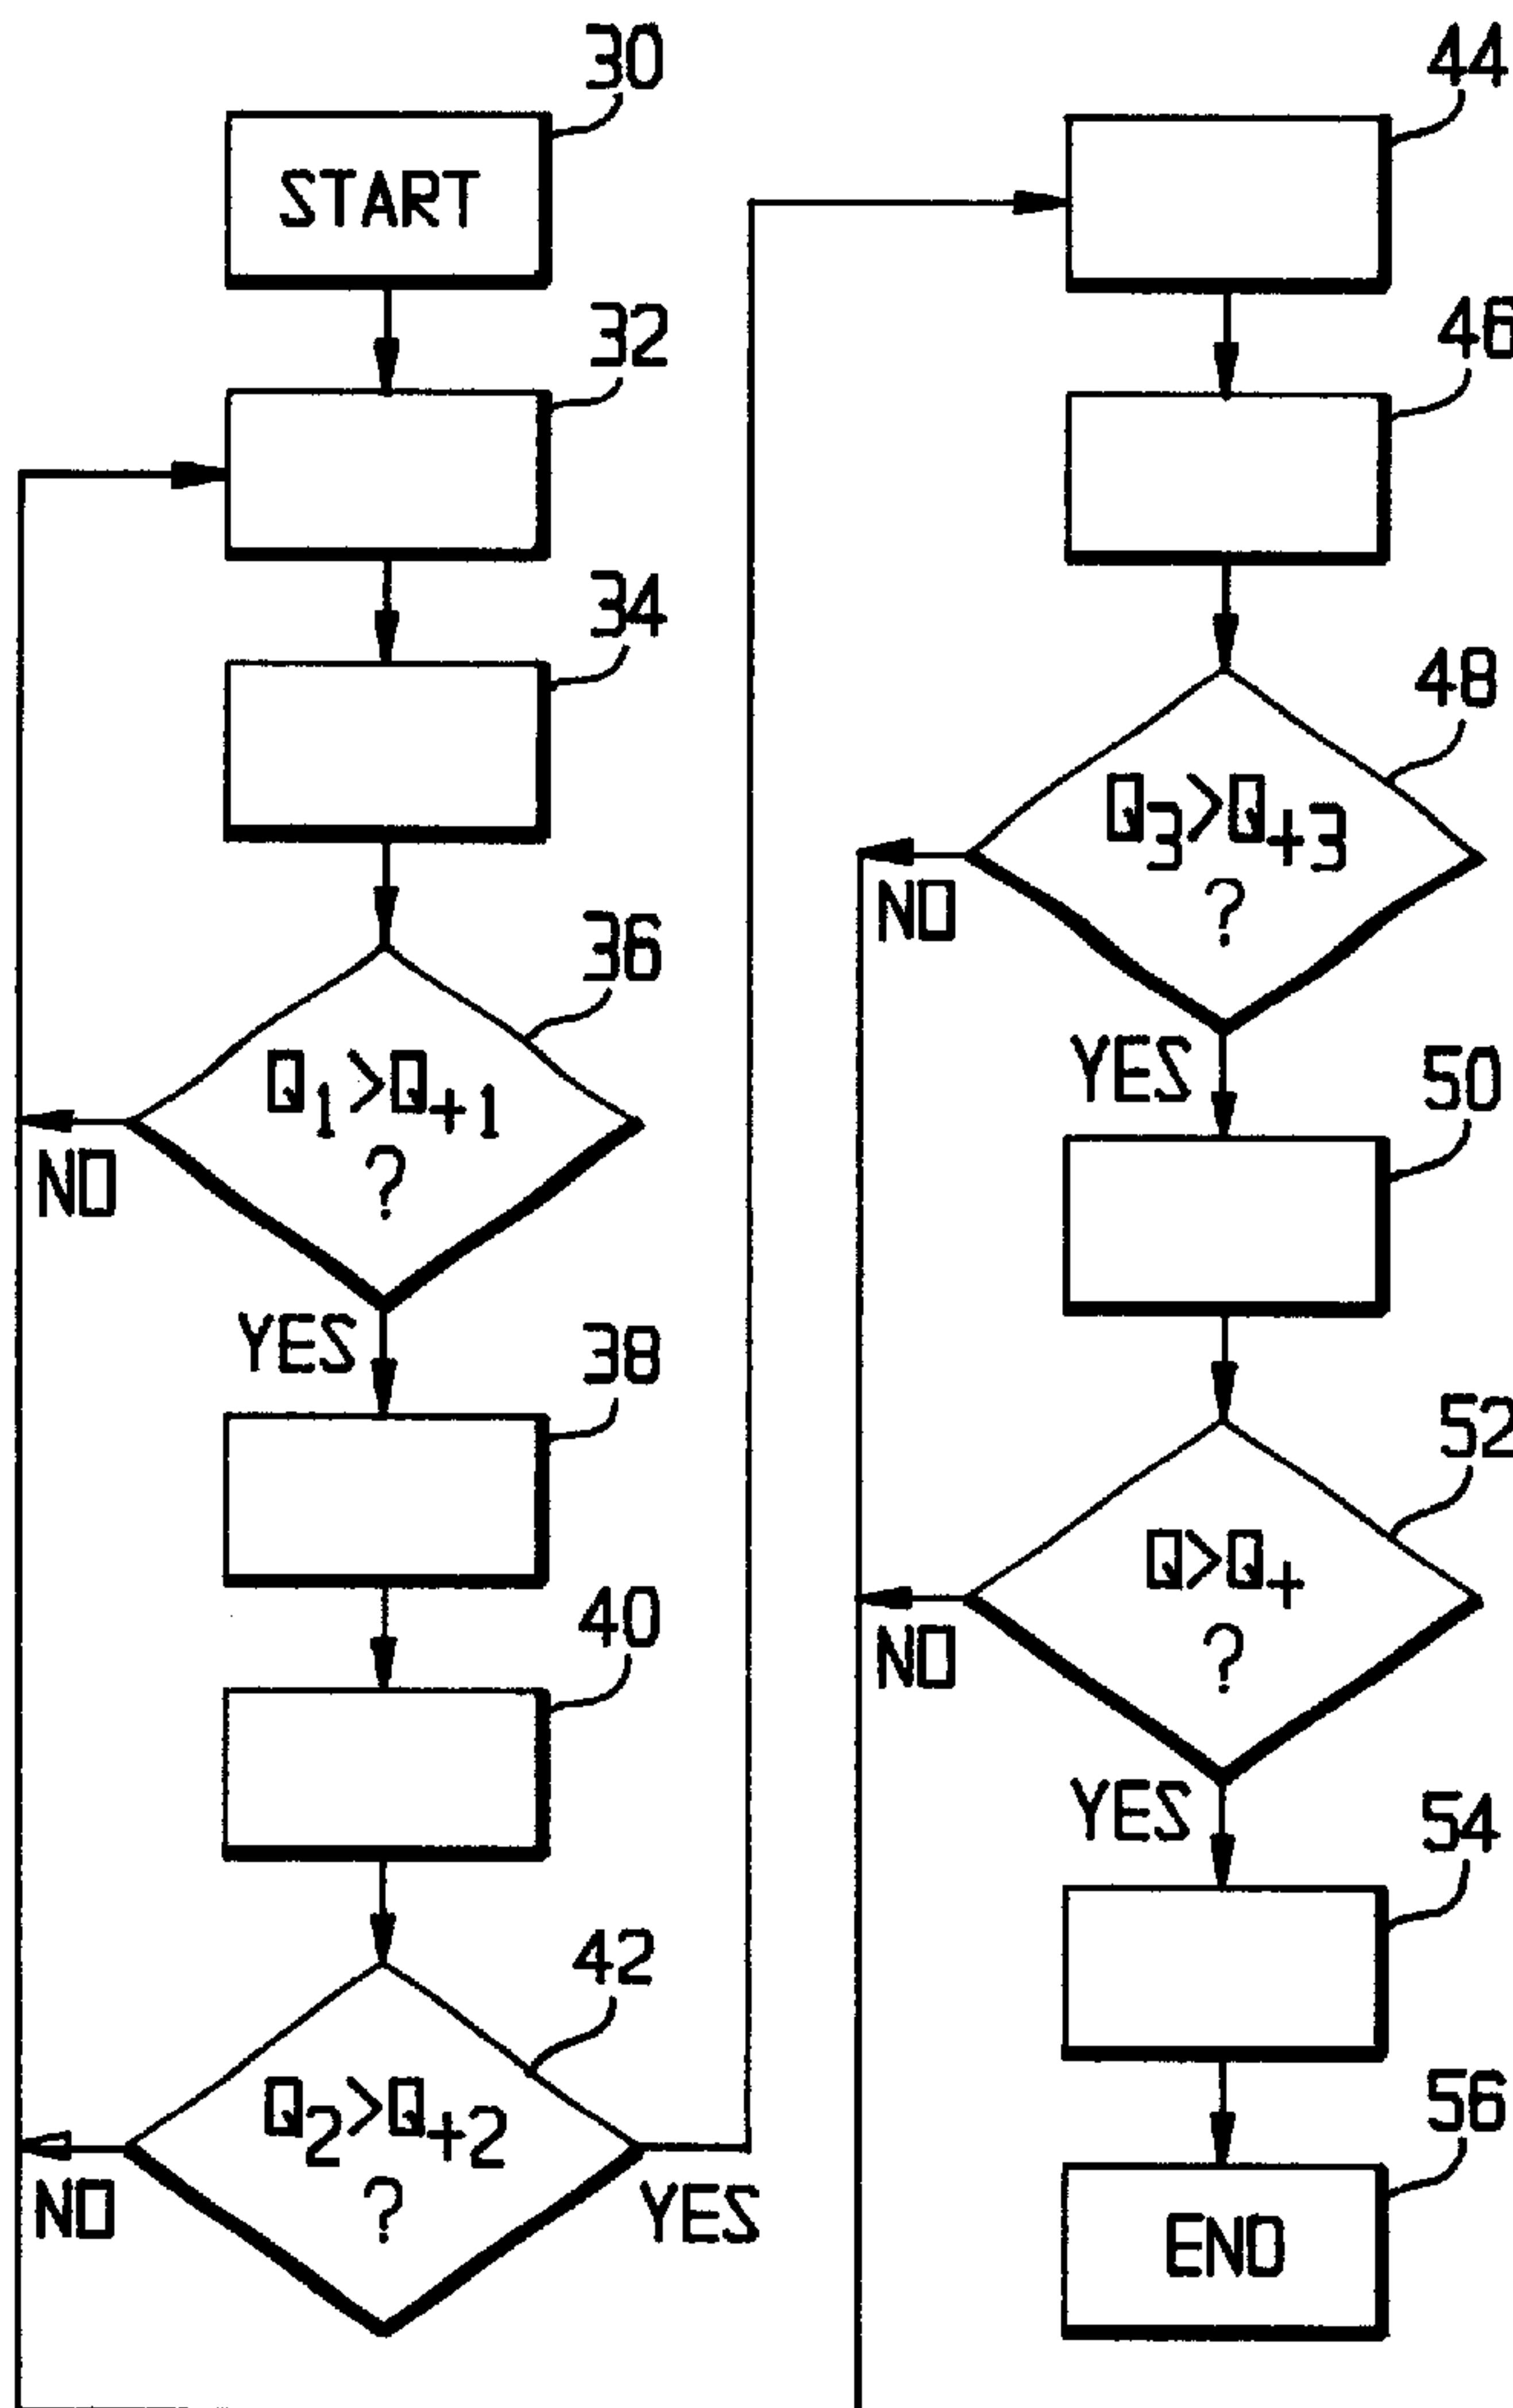 30
START
32
34
36
Q1>Q+1
?
NO
YES
38
40
42
Q2>Q+2
?
NO
YES
44
46
48
Q3>Q+3
?
NO
YES
50
52
Q>Q+
?
NO
YES
54
56
END